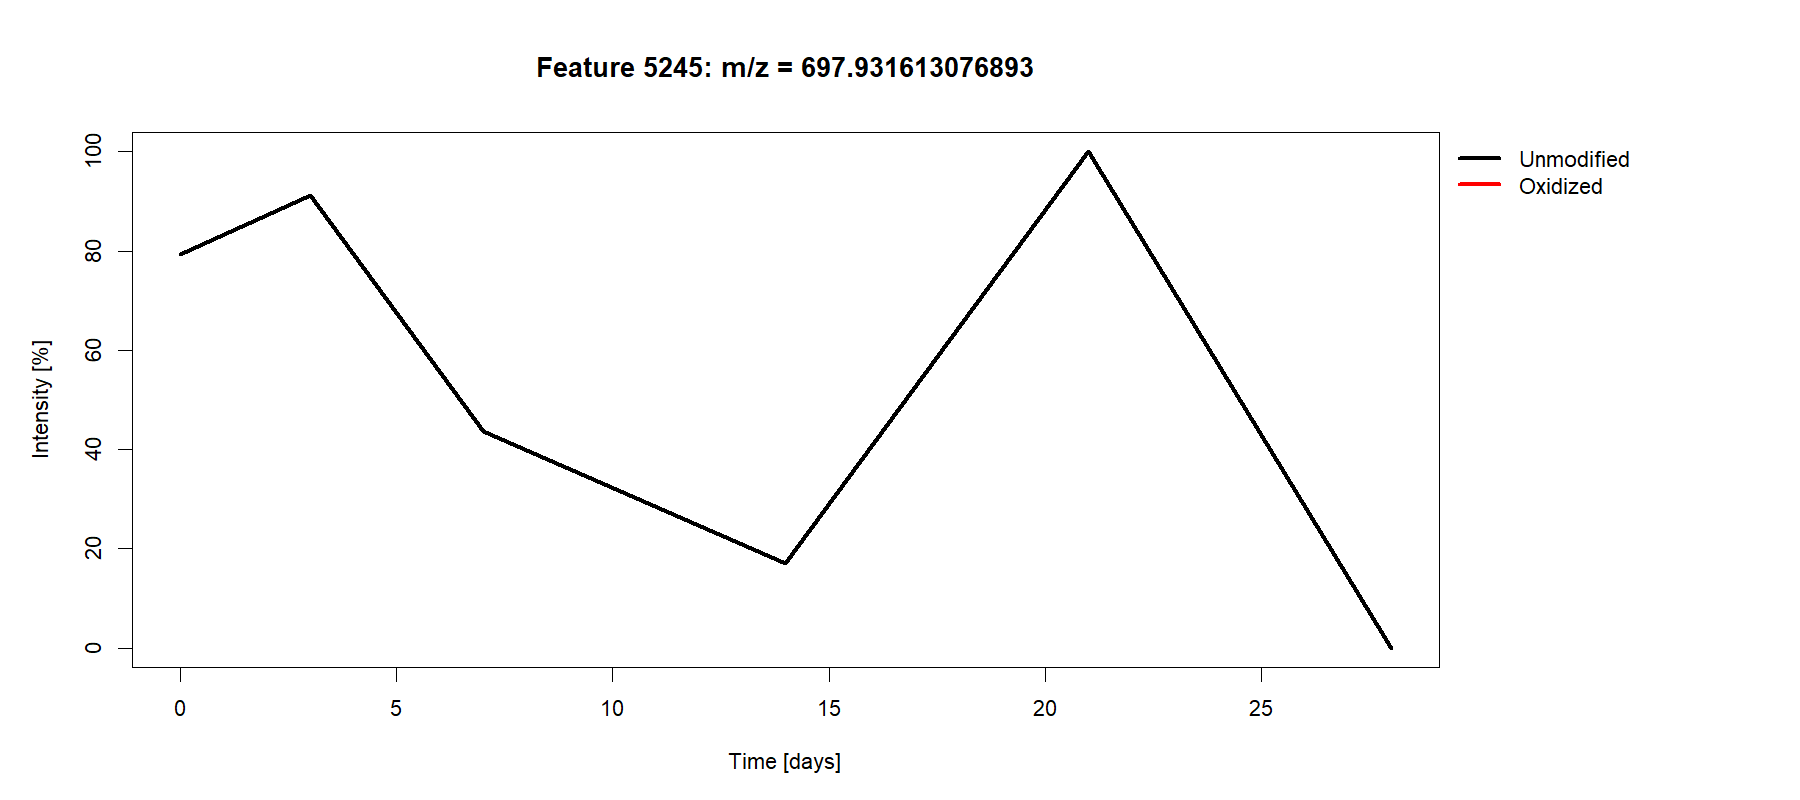 Feature 5245: m/z = 697.931613076893
Unmodified
Oxidized
Intensity [%]
100
80
60
40
20
0
0 5 10 15 20 25
Time [days]